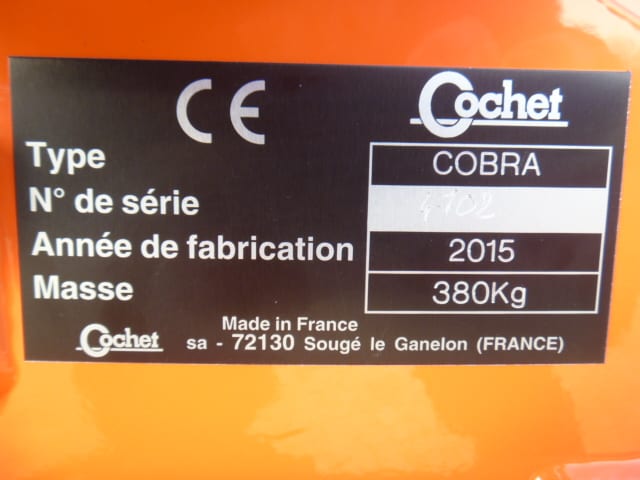 CE Cochet
Type COBRA
N° de série
Année de fabrication 2015
Masse 380Kg
Made in France
Cochet sa - 72130 Sougé le Ganelon (FRANCE)